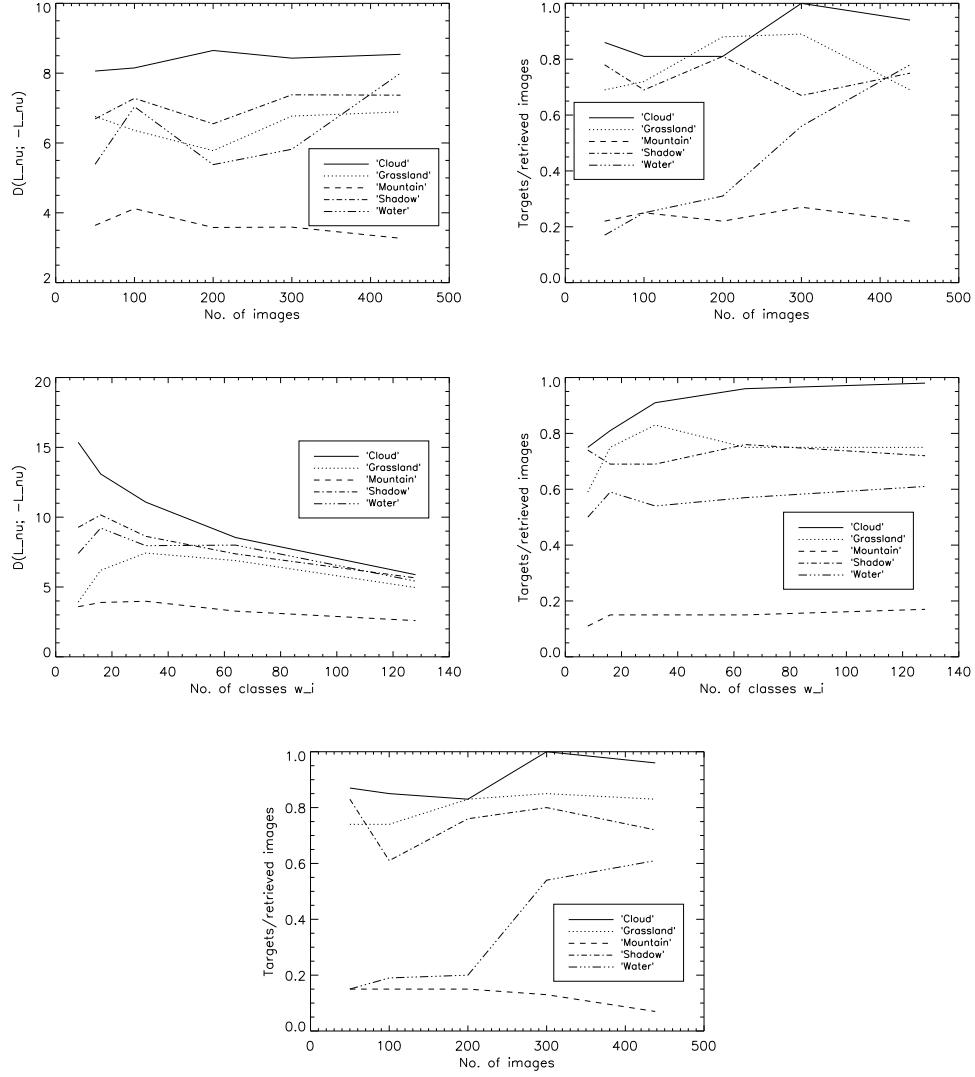 10
8
6
4
2
D(L_nu; -L_nu)
'Cloud'
'Grassland'
'Mountain'
'Shadow'
'Water'
0 100 200 300 400 500
No. of images
1.0
0.8
0.6
0.4
0.2
0.0
Targets/retrieved images
'Cloud'
'Grassland'
'Mountain'
'Shadow'
'Water'
0 100 200 300 400 500
No. of images
20
15
10
5
0
D(L_nu; -L_nu)
'Cloud'
'Grassland'
'Mountain'
'Shadow'
'Water'
0 20 40 60 80 100 120 140
No. of classes w_i
1.0
0.8
0.6
0.4
0.2
0.0
Targets/retrieved images
'Cloud'
'Grassland'
'Mountain'
'Shadow'
'Water'
0 20 40 60 80 100 120 140
No. of classes w_i
1.0
0.8
0.6
0.4
0.2
0.0
Targets/retrieved images
'Cloud'
'Grassland'
'Mountain'
'Shadow'
'Water'
0 100 200 300 400 500
No. of images